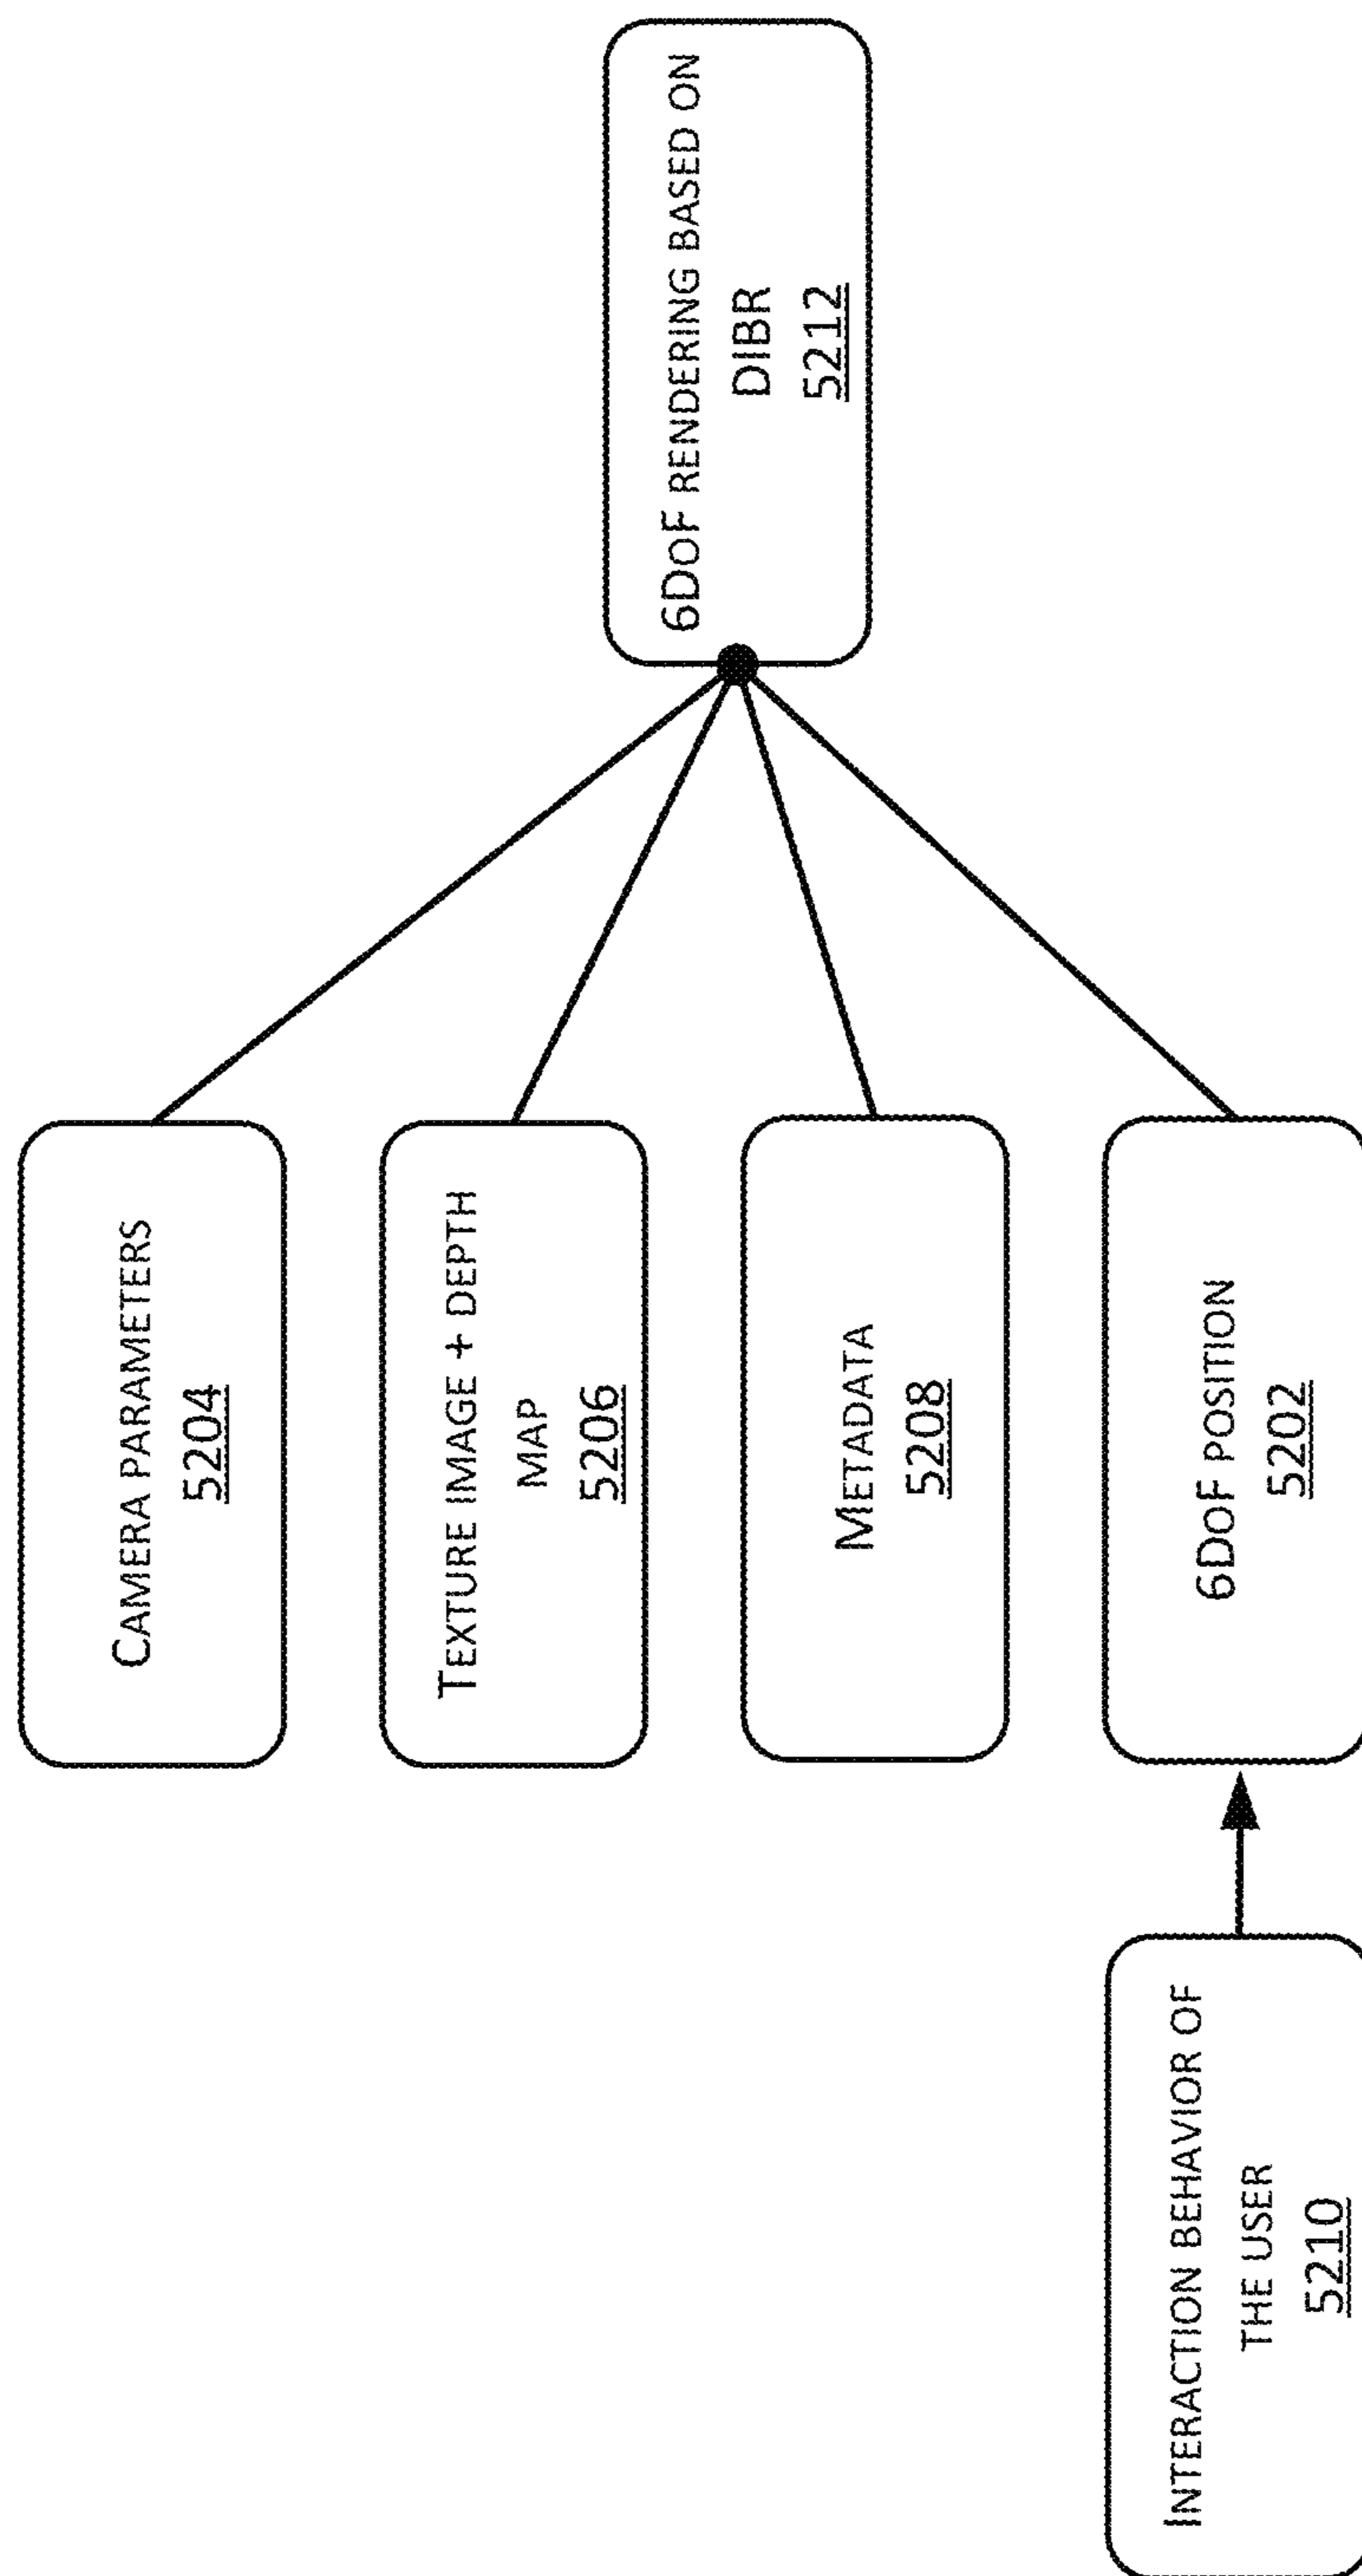 Camera parameters
5204
Texture image + depth
map
5206
Metadata
5208
Interaction behavior of
the user
5210
6DoF position
5202
6DoF rendering based on
DIBR
5212